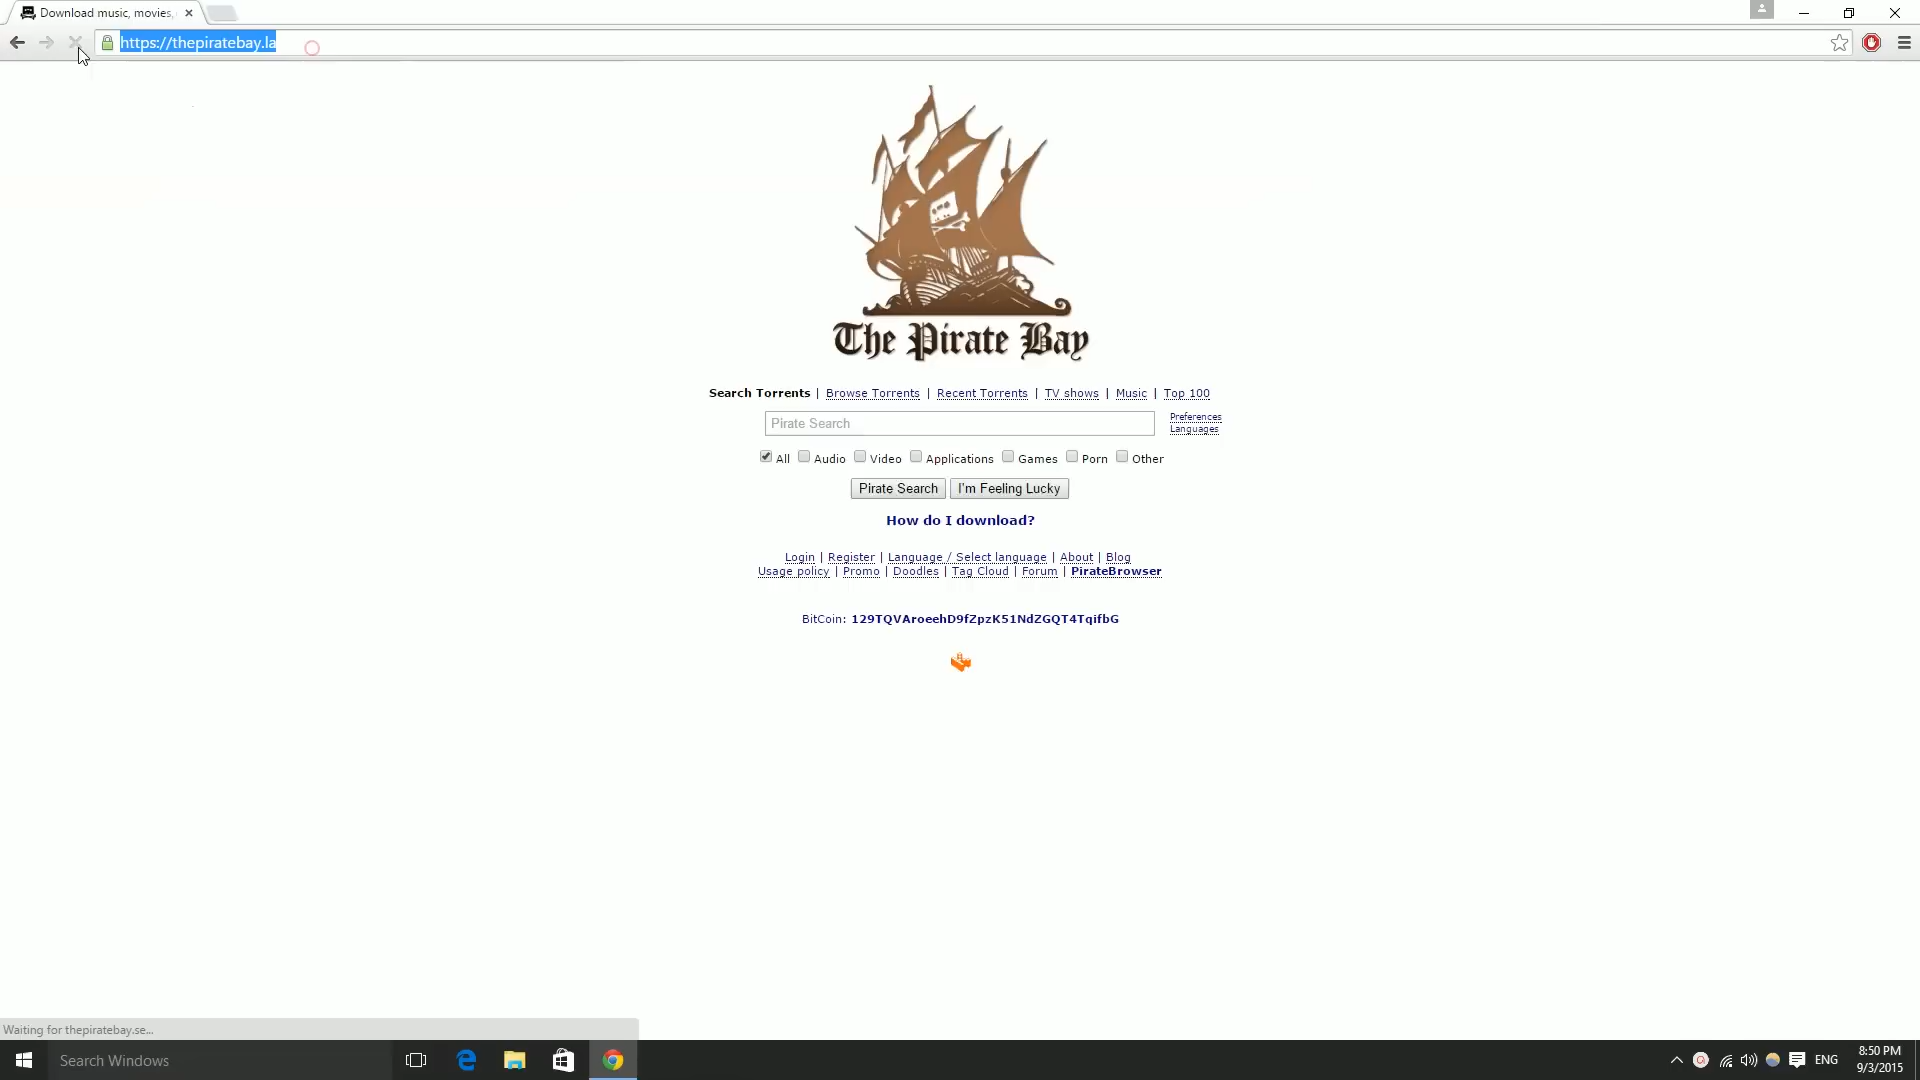 Download music, movies,
https://thepiratebay.la
The Pirate Bay
Search Torrents | Browse Torrents | Recent Torrents | TV shows | Music | Top 100
Pirate Search
Preferences
Languages
All Audio Video Applications Games Porn Other
Pirate Search I'm Feeling Lucky
How do I download?
Login | Register | Language / Select language | About | Blog
Usage policy | Promo | Doodles | Tag Cloud | Forum | PirateBrowser
BitCoin: 129TQVAroeehD9fZpzK51NdZGQT4TqifbG
Waiting for thepiratebay.se...
Search Windows
ENG
8:50 PM
9/3/2015